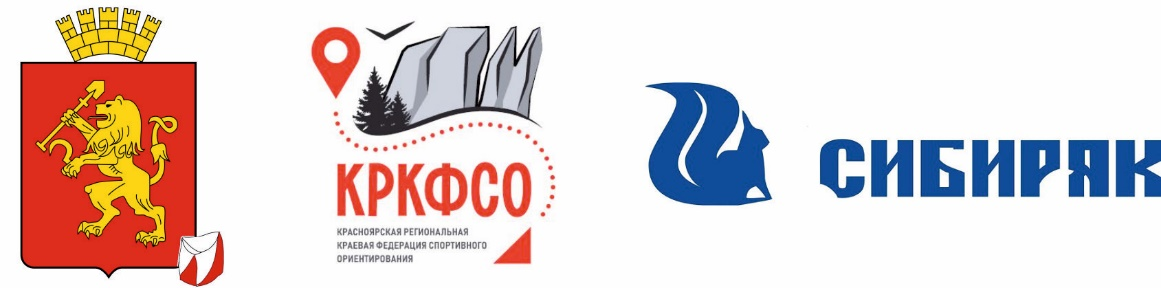 КРКФСО
КРАСНОЯРСКАЯ РЕГИОНАЛЬНАЯ
КРАЕВАЯ ФЕДЕРАЦИЯ СПОРТИВНОГО
ОРИЕНТИРОВАНИЯ
СИБИРЯК